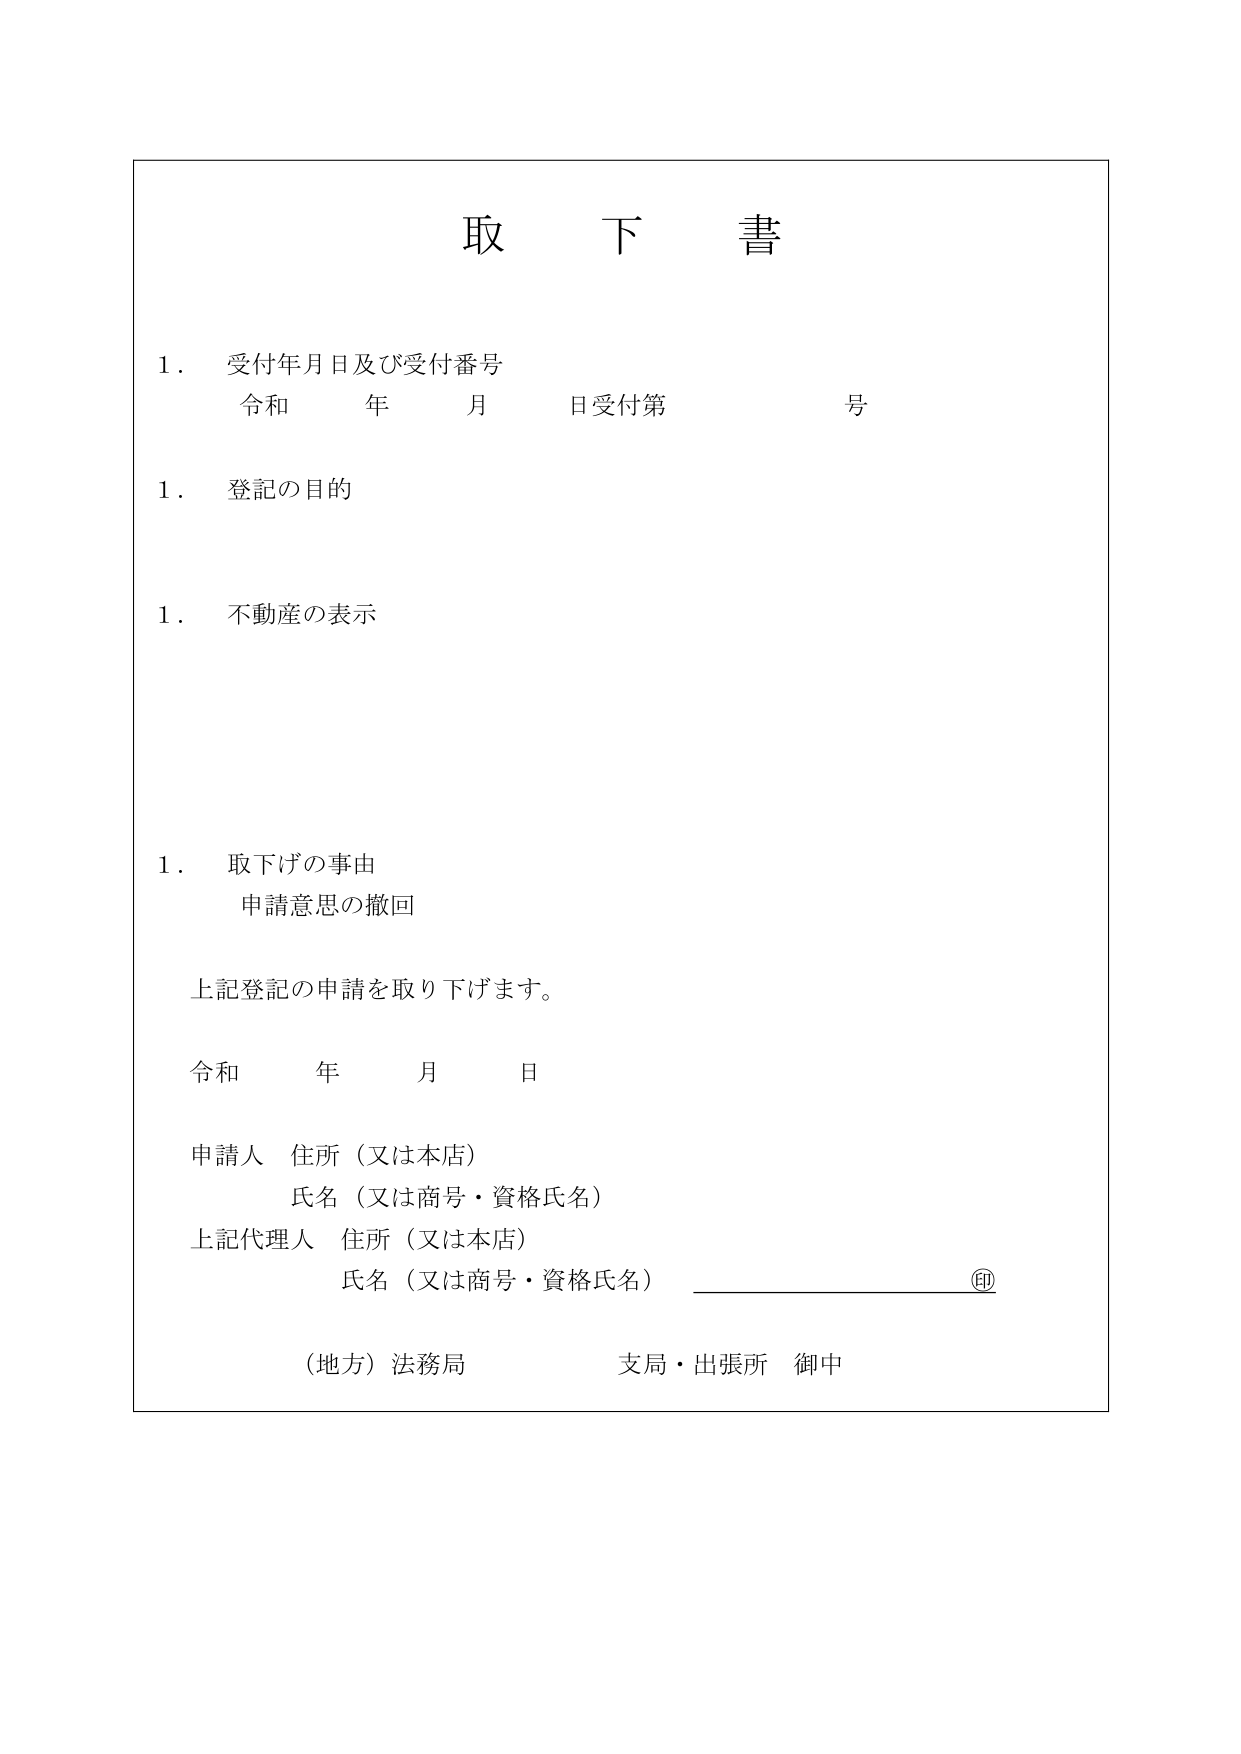 取　下　書
１．　受付年月日及び受付番号
令和　　　年　　　月　　　日受付第　　　　　　　号
１．　登記の目的
１．　不動産の表示
１．　取下げの事由
申請意思の撤回
上記登記の申請を取り下げます。
令和　　　年　　　月　　　日
申請人　住所（又は本店）
氏名（又は商号・資格氏名）
上記代理人　住所（又は本店）
氏名（又は商号・資格氏名）　　　　　　　　　　　　㊞
（地方）法務局　　　　　　支局・出張所　御中